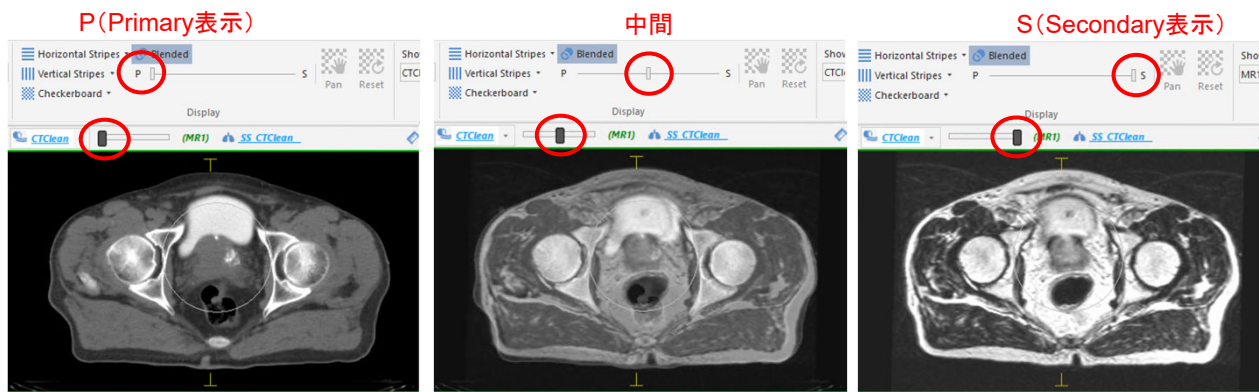 P(Primary表示)
Horizontal Stripes
Blended
Vertical Stripes
P
S
Checkerboard
Pan
Reset
Display
CTClean
(MR1)
SS_CTClean
中間
Horizontal Stripes
Blended
Vertical Stripes
P
S
Checkerboard
Pan
Reset
Display
CTClean
(MR1)
SS_CTClean
S(Secondary表示)
Horizontal Stripes
Blended
Vertical Stripes
P
S
Checkerboard
Pan
Reset
Display
CTClean
(MR1)
SS_CTClean